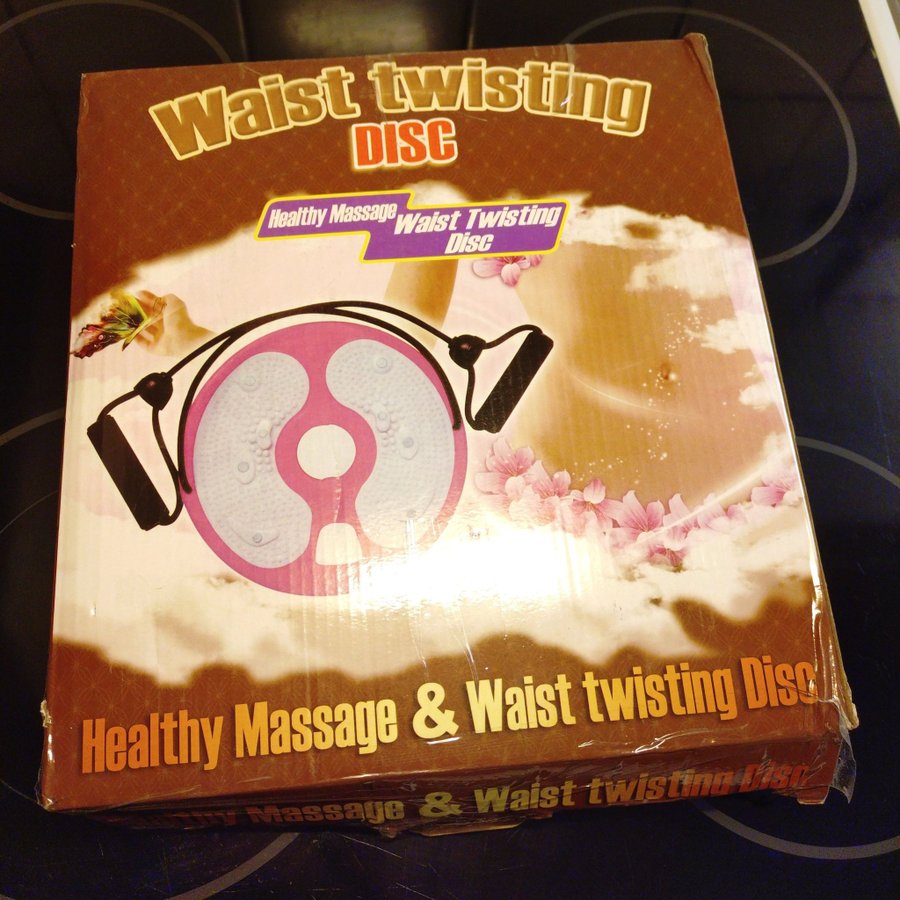 Waist twisting
DISC
Healthy Massage
Waist Twisting
Disc
Healthy Massage & Waist twisting Disc
Healthy Massage & Waist twisting Disc